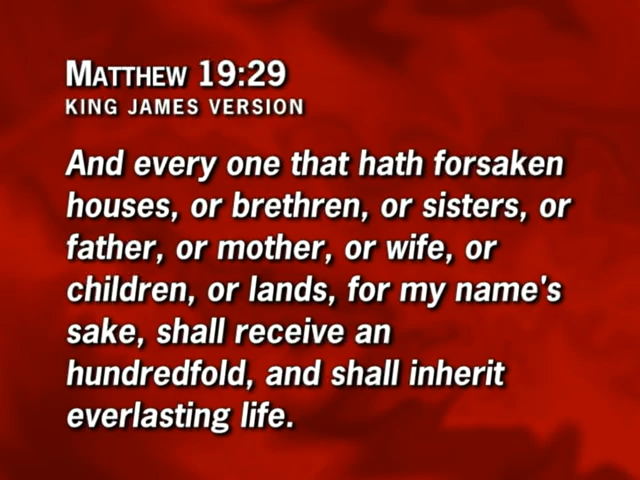 MATTHEW 19:29
KING JAMES VERSION
And every one that hath forsaken
houses, or brethren, or sisters, or
father, or mother, or wife, or
children, or lands, for my name's
sake, shall receive an
hundredfold, and shall inherit
everlasting life.